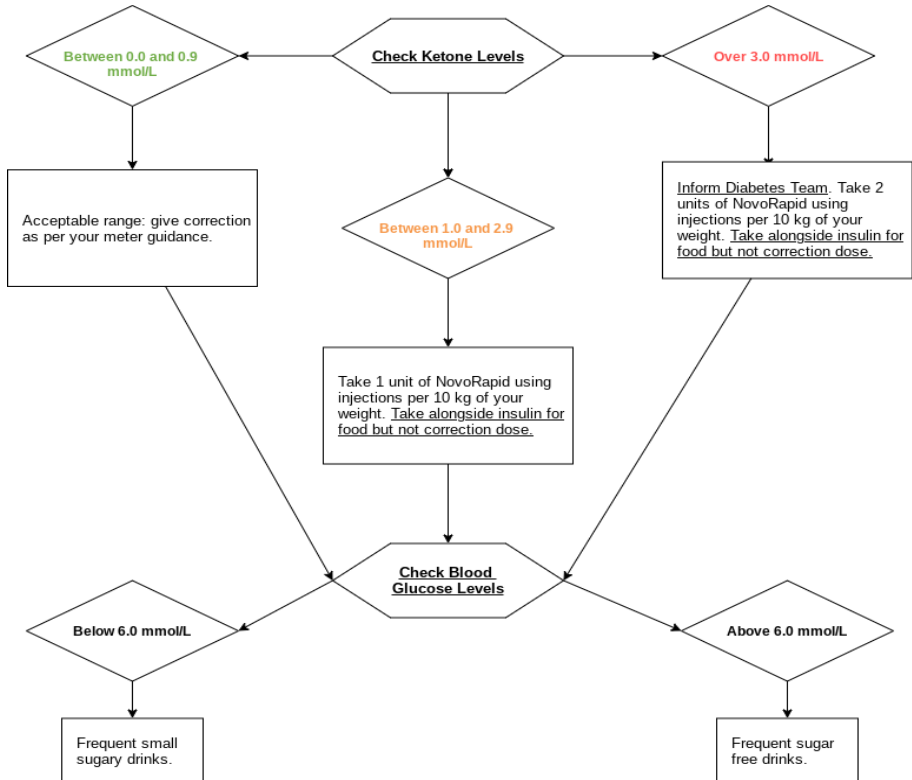 Between 0.0 and 0.9
mmol/L
Check Ketone Levels
Over 3.0 mmol/L
Acceptable range: give correction
as per your meter guidance.
Between 1.0 and 2.9
mmol/L
Inform Diabetes Team. Take 2
units of NovoRapid using
injections per 10 kg of your
weight. Take alongside insulin for
food but not correction dose.
Take 1 unit of NovoRapid using
injections per 10 kg of your
weight. Take alongside insulin for
food but not correction dose.
Check Blood
Glucose Levels
Below 6.0 mmol/L
Above 6.0 mmol/L
Frequent small
sugary drinks.
Frequent sugar
free drinks.